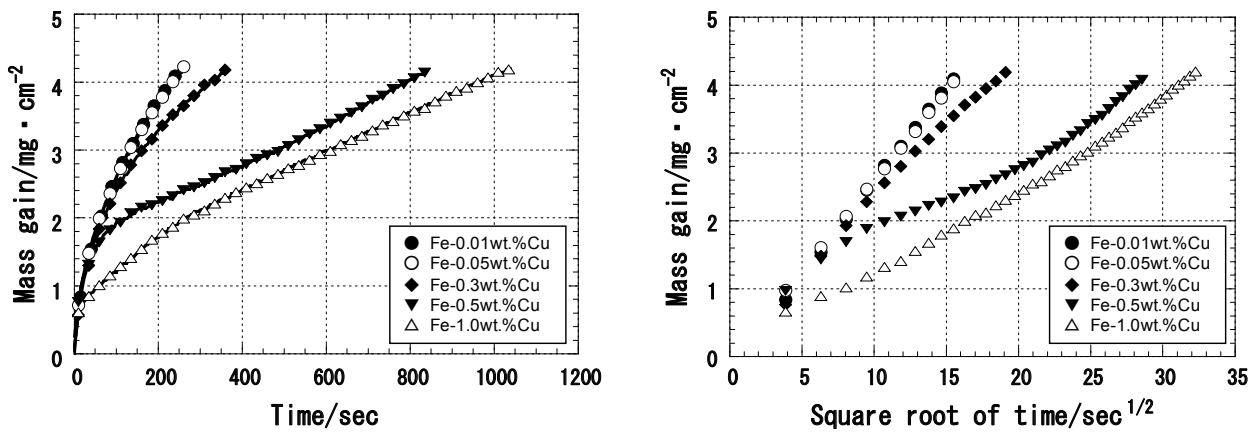 Mass gain/mg・cm-2
5
4
3
2
1
0
0 200 400 600 800 1000 1200
Time/sec
Fe-0.01wt.%Cu
Fe-0.05wt.%Cu
Fe-0.3wt.%Cu
Fe-0.5wt.%Cu
Fe-1.0wt.%Cu
Mass gain/mg・cm-2
5
4
3
2
1
0
0 5 10 15 20 25 30 35
Square root of time/sec1/2
Fe-0.01wt.%Cu
Fe-0.05wt.%Cu
Fe-0.3wt.%Cu
Fe-0.5wt.%Cu
Fe-1.0wt.%Cu